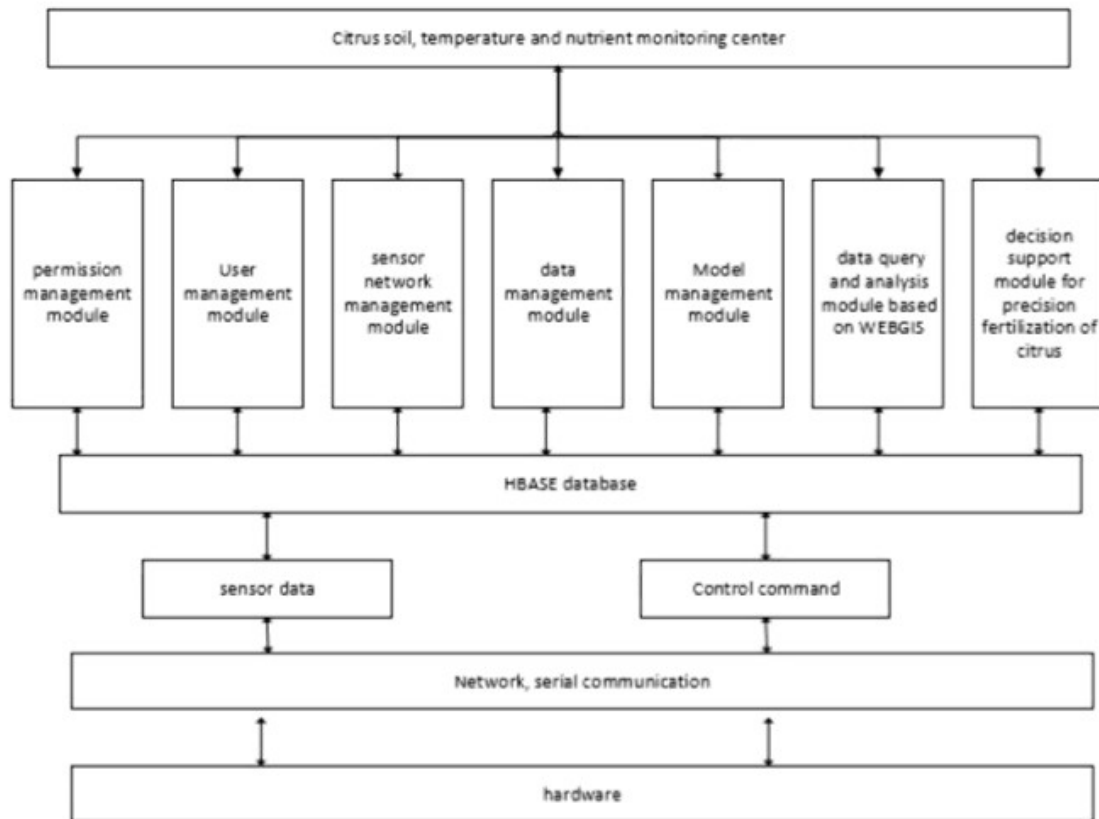 Citrus soil, temperature and nutrient monitoring center
permission
management
module
User
management
module
sensor
network
management
module
data
management
module
Model
management
module
data query
and analysis
module based
on WEBGIS
decision
support
module for
precision
fertilization of
citrus
HBASE database
sensor data
Control command
Network, serial communication
hardware